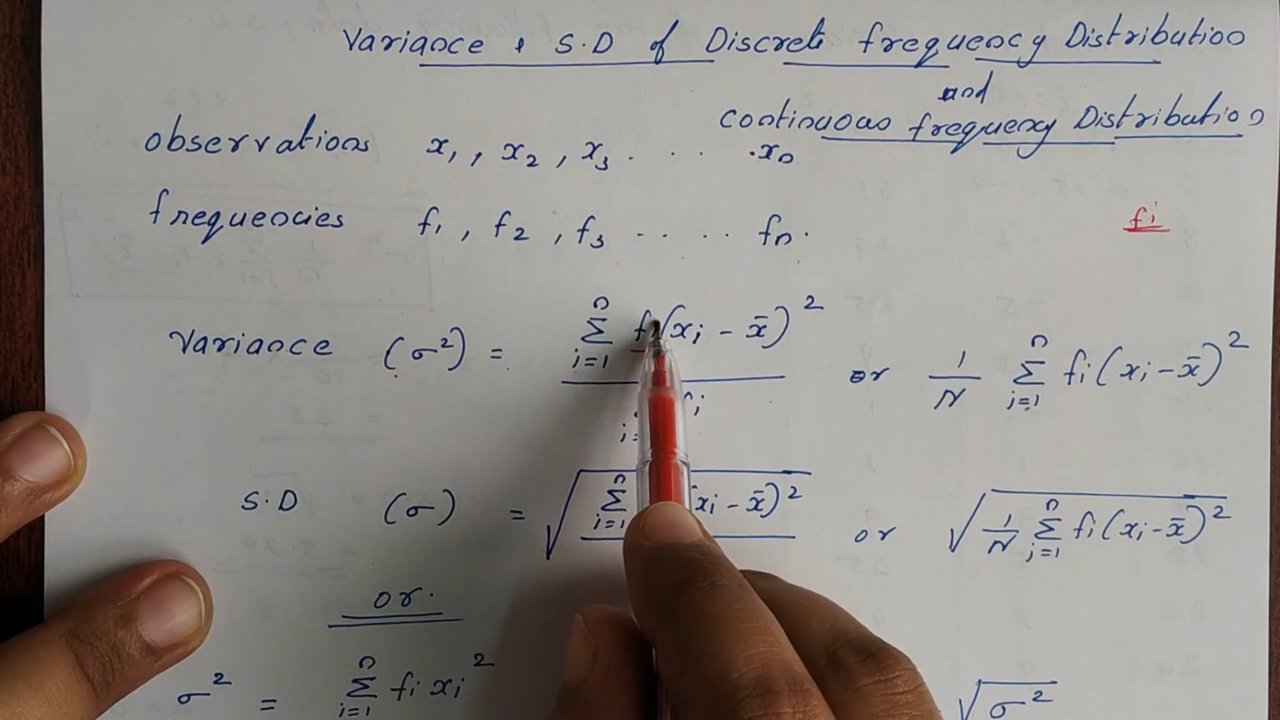 Variance & S.D of Discrete frequency Distribution
and
continuous frequency Distribution
observations x₁, x₂, x₃ . . . . xₙ
frequencies f₁, f₂, f₃ . . . . . fₙ.
fi
Variance (σ²) = Σⁿᵢ₌₁ fi(xi − x̄)² / or 1/N Σⁿᵢ₌₁ fi(xi − x̄)²
S.D (σ) = √ Σⁿᵢ₌₁ xi − x̄)² or √ 1/N Σⁿᵢ₌₁ fi(xi − x̄)²
or.
σ² = Σⁿᵢ₌₁ fi xi² √σ²